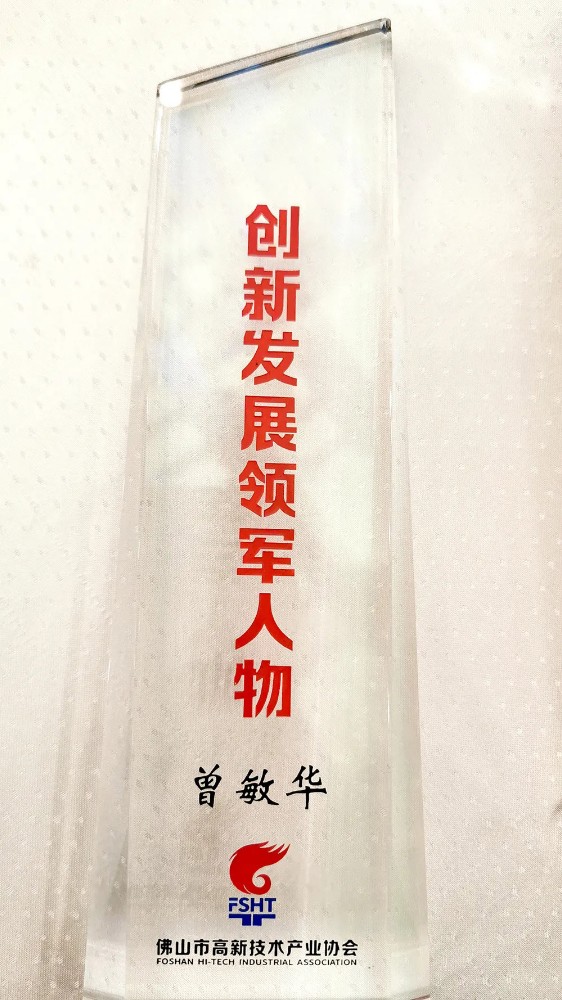 创新发展领军人物
曾敏华
FSHT
佛山市高新技术产业协会
FOSHAN HI-TECH INDUSTRIAL ASSOCIATION